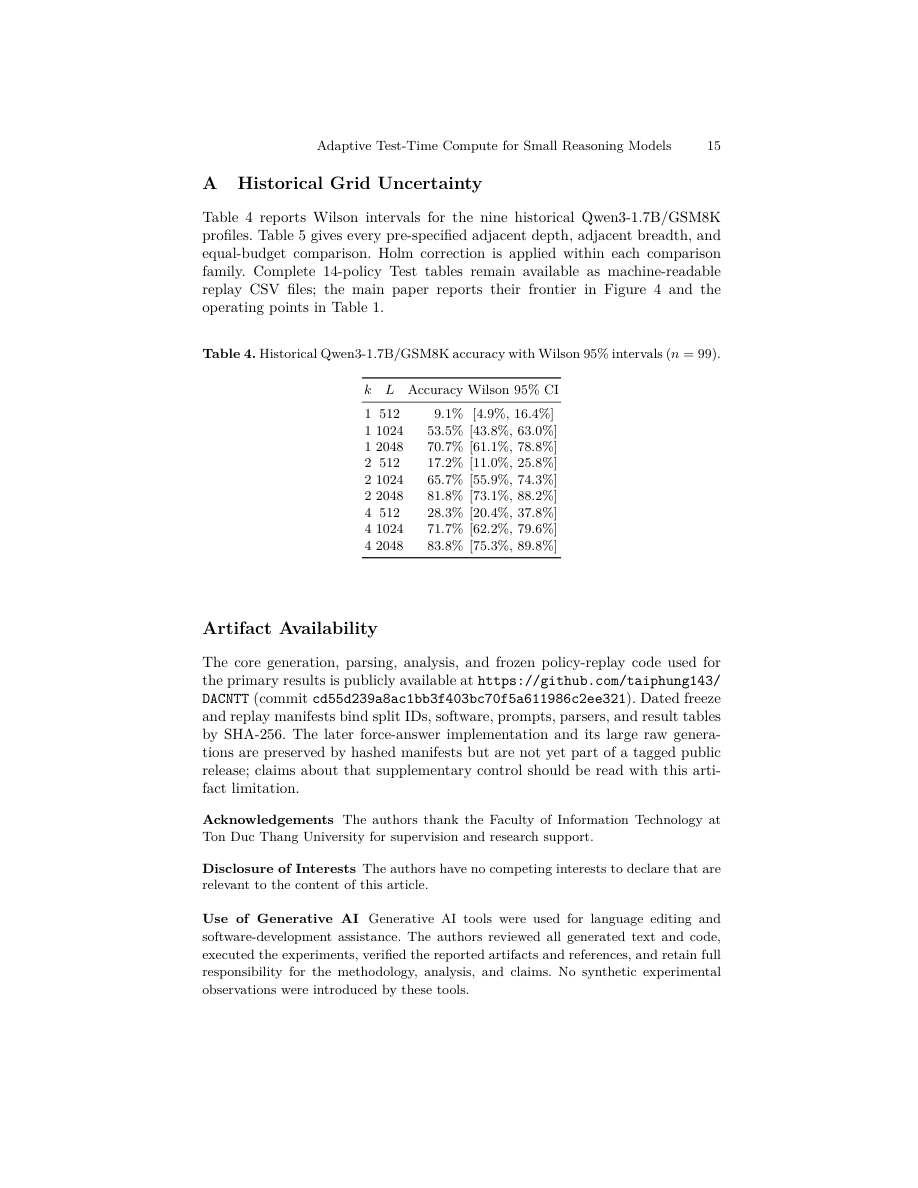 Adaptive Test-Time Compute for Small Reasoning Models 15
A Historical Grid Uncertainty
Table 4 reports Wilson intervals for the nine historical Qwen3-1.7B/GSM8K
profiles. Table 5 gives every pre-specified adjacent depth, adjacent breadth, and
equal-budget comparison. Holm correction is applied within each comparison
family. Complete 14-policy Test tables remain available as machine-readable
replay CSV files; the main paper reports their frontier in Figure 4 and the
operating points in Table 1.
Table 4. Historical Qwen3-1.7B/GSM8K accuracy with Wilson 95% intervals (n = 99).
k L Accuracy Wilson 95% CI
1 512 9.1% [4.9%, 16.4%]
1 1024 53.5% [43.8%, 63.0%]
1 2048 70.7% [61.1%, 78.8%]
2 512 17.2% [11.0%, 25.8%]
2 1024 65.7% [55.9%, 74.3%]
2 2048 81.8% [73.1%, 88.2%]
4 512 28.3% [20.4%, 37.8%]
4 1024 71.7% [62.2%, 79.6%]
4 2048 83.8% [75.3%, 89.8%]
Artifact Availability
The core generation, parsing, analysis, and frozen policy-replay code used for
the primary results is publicly available at https://github.com/taiphung143/
DACNTT (commit cd55d239a8ac1bb3f403bc70f5a611986c2ee321). Dated freeze
and replay manifests bind split IDs, software, prompts, parsers, and result tables
by SHA-256. The later force-answer implementation and its large raw genera-
tions are preserved by hashed manifests but are not yet part of a tagged public
release; claims about that supplementary control should be read with this arti-
fact limitation.
Acknowledgements The authors thank the Faculty of Information Technology at
Ton Duc Thang University for supervision and research support.
Disclosure of Interests The authors have no competing interests to declare that are
relevant to the content of this article.
Use of Generative AI Generative AI tools were used for language editing and
software-development assistance. The authors reviewed all generated text and code,
executed the experiments, verified the reported artifacts and references, and retain full
responsibility for the methodology, analysis, and claims. No synthetic experimental
observations were introduced by these tools.